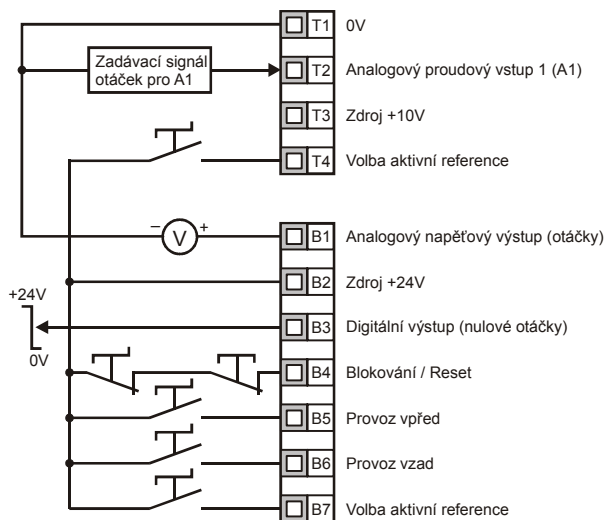 T1 0V
Zadávací signál
otáček pro A1
T2 Analogový proudový vstup 1 (A1)
T3 Zdroj +10V
T4 Volba aktivní reference
– V + B1 Analogový napěťový výstup (otáčky)
B2 Zdroj +24V
+24V
B3 Digitální výstup (nulové otáčky)
0V
B4 Blokování / Reset
B5 Provoz vpřed
B6 Provoz vzad
B7 Volba aktivní reference